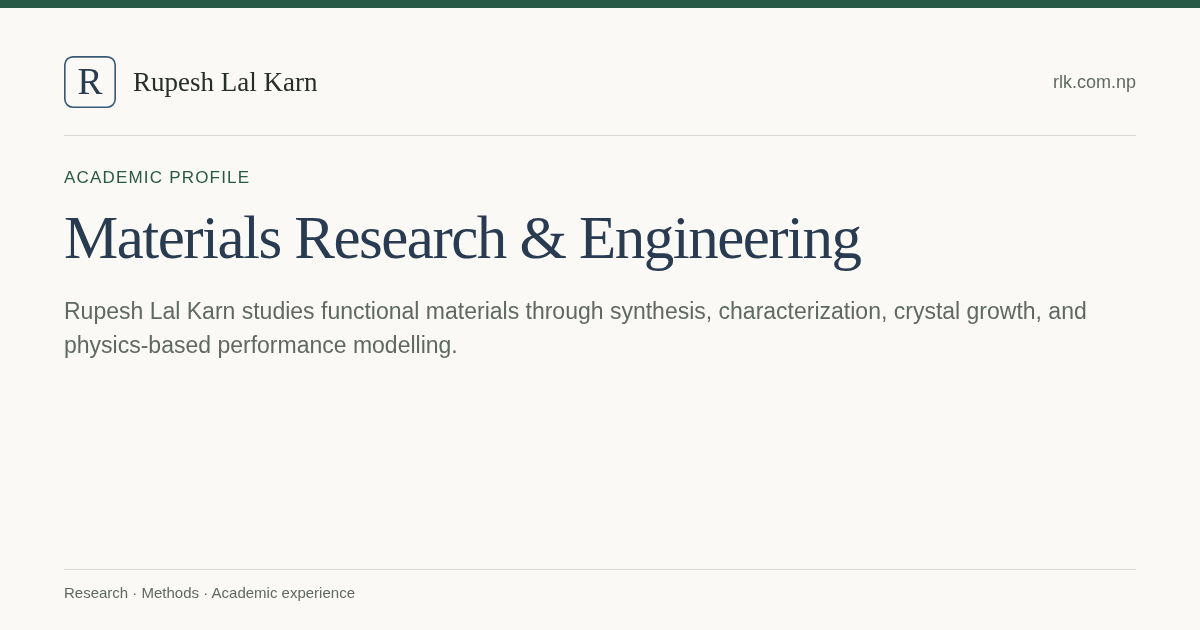 R
Rupesh Lal Karn
rlk.com.np
ACADEMIC PROFILE
Materials Research & Engineering
Rupesh Lal Karn studies functional materials through synthesis, characterization, crystal growth, and
physics-based performance modelling.
Research · Methods · Academic experience